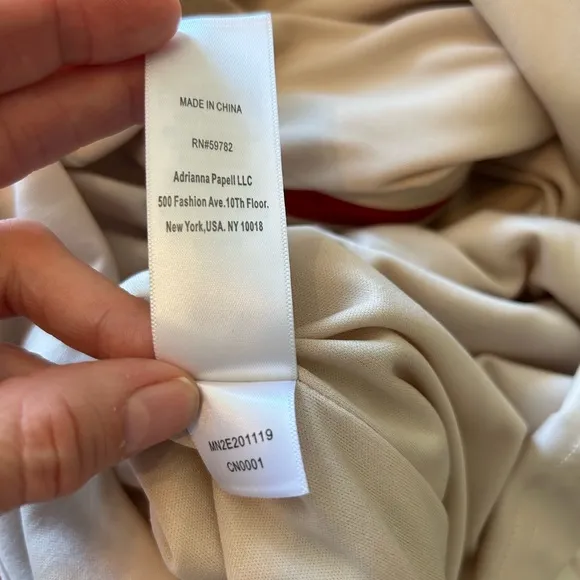 MADE IN CHINA
RN#59782
Adrianna Papell LLC
500 Fashion Ave.10Th Floor.
New York,USA. NY 10018
MN2E201119
CN0001